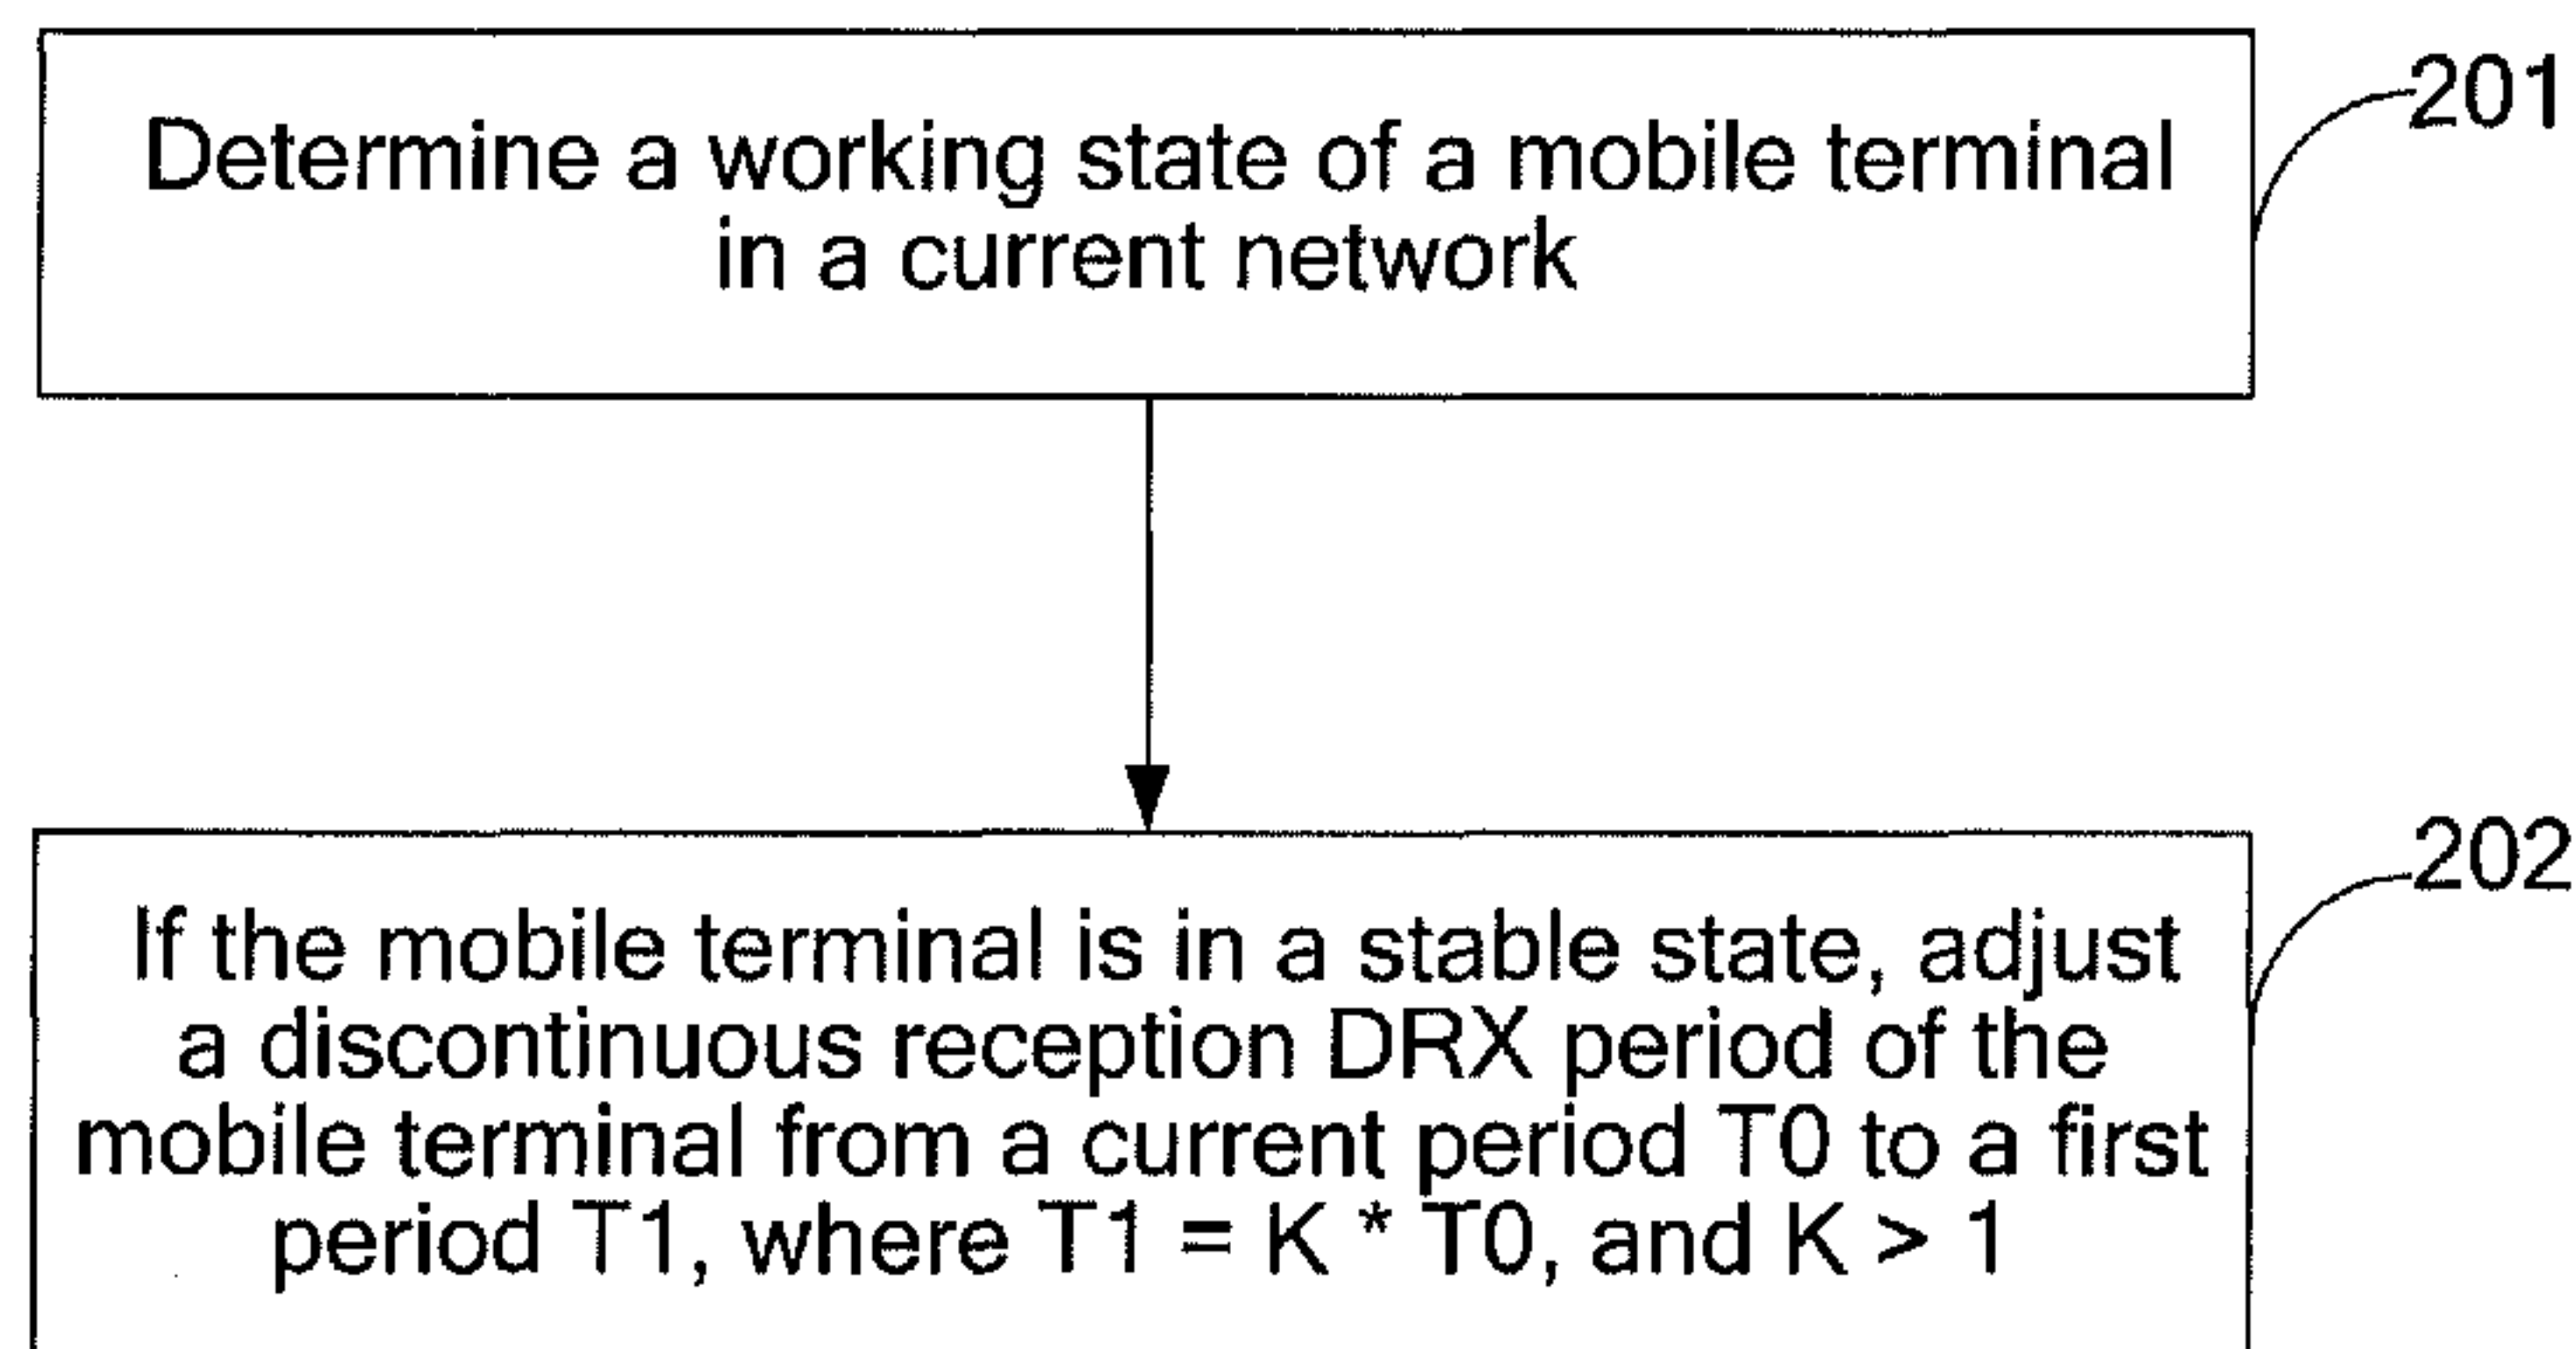 201
Determine a working state of a mobile terminal
in a current network
202
If the mobile terminal is in a stable state, adjust
a discontinuous reception DRX period of the
mobile terminal from a current period T0 to a first
period T1, where T1 = K * T0, and K > 1